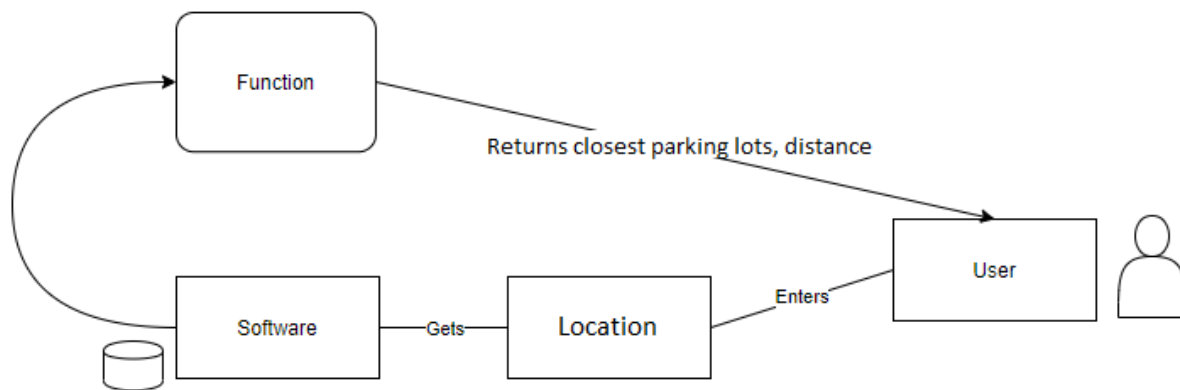 Function
Returns closest parking lots, distance
User
Enters
Software
Gets
Location